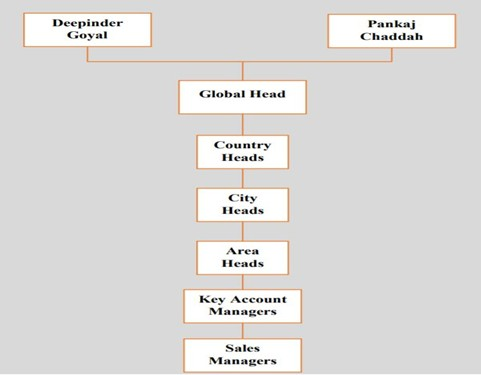 Deepinder
Goyal
Pankaj
Chaddah
Global Head
Country
Heads
City
Heads
Area
Heads
Key Account
Managers
Sales
Managers